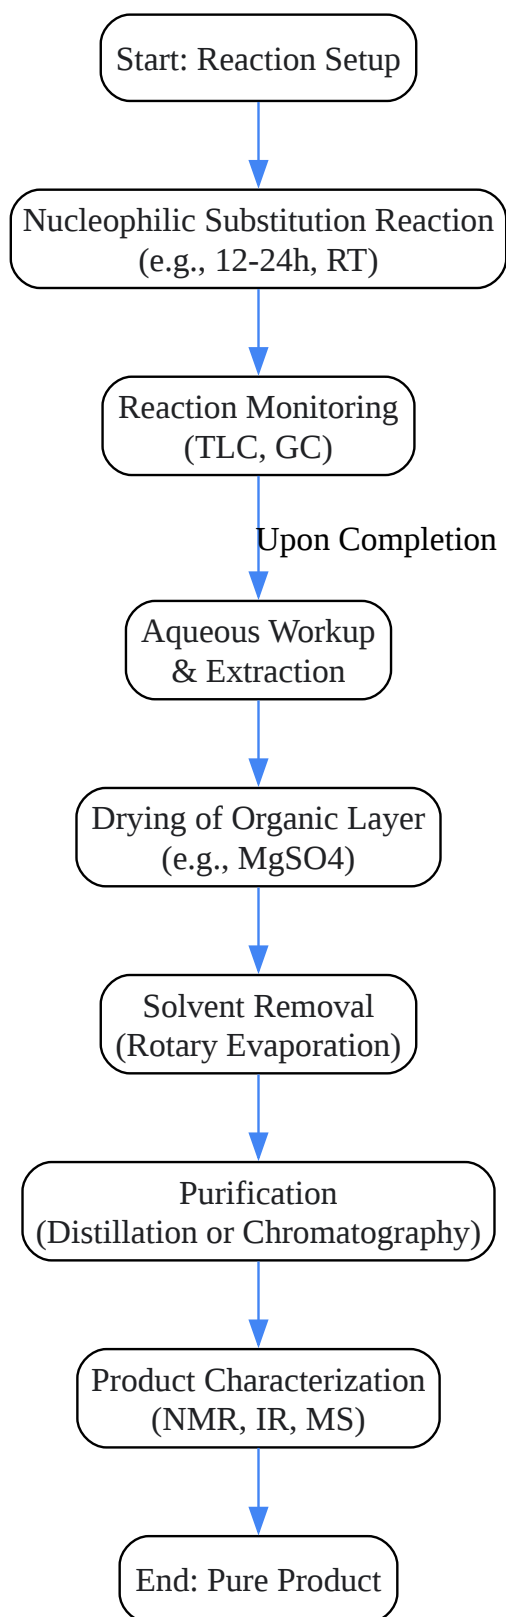 Start: Reaction Setup
Nucleophilic Substitution Reaction
(e.g., 12-24h, RT)
Reaction Monitoring
(TLC, GC)
Upon Completion
Aqueous Workup
& Extraction
Drying of Organic Layer
(e.g., MgSO4)
Solvent Removal
(Rotary Evaporation)
Purification
(Distillation or Chromatography)
Product Characterization
(NMR, IR, MS)
End: Pure Product